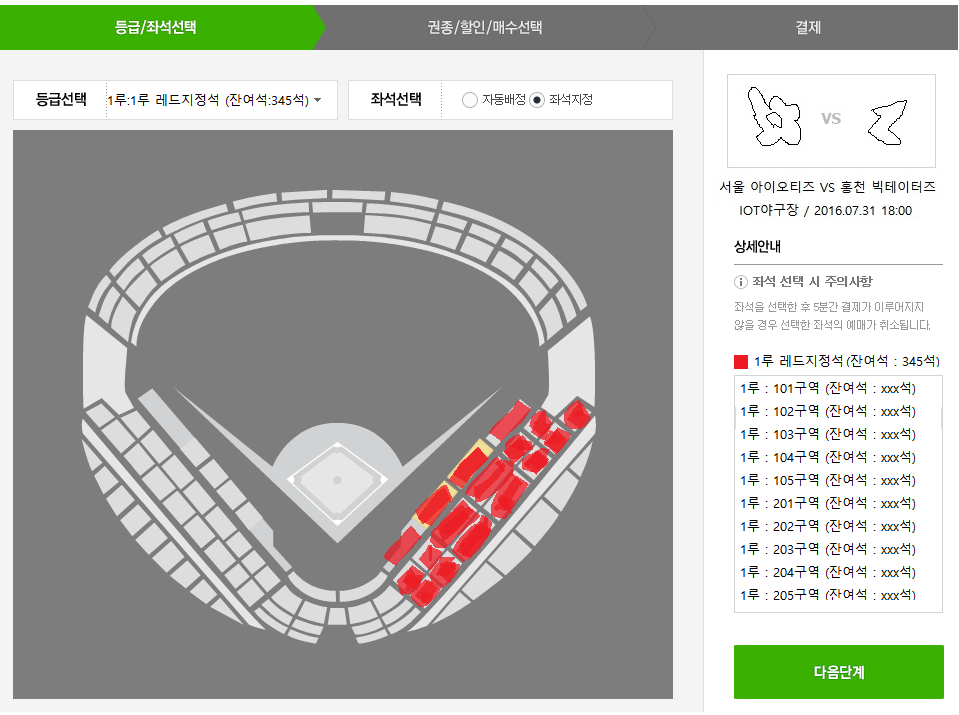 등급/좌석선택
권종/할인/매수선택
결제
등급선택
1루:1루 레드지정석 (잔여석:345석)
좌석선택
자동배정
좌석지정
VS
서울 아이오티즈 VS 홍천 빅테이터즈
IOT야구장 / 2016.07.31 18:00
상세안내
좌석 선택 시 주의사항
좌석을 선택한 후 5분간 결제가 이루어지지
않을 경우 선택한 좌석의 예매가 취소됩니다.
1루 레드지정석 (잔여석 : 345석)
1루 : 101구역 (잔여석 : xxx석)
1루 : 102구역 (잔여석 : xxx석)
1루 : 103구역 (잔여석 : xxx석)
1루 : 104구역 (잔여석 : xxx석)
1루 : 105구역 (잔여석 : xxx석)
1루 : 201구역 (잔여석 : xxx석)
1루 : 202구역 (잔여석 : xxx석)
1루 : 203구역 (잔여석 : xxx석)
1루 : 204구역 (잔여석 : xxx석)
1루 : 205구역 (잔여석 : xxx석)
다음단계